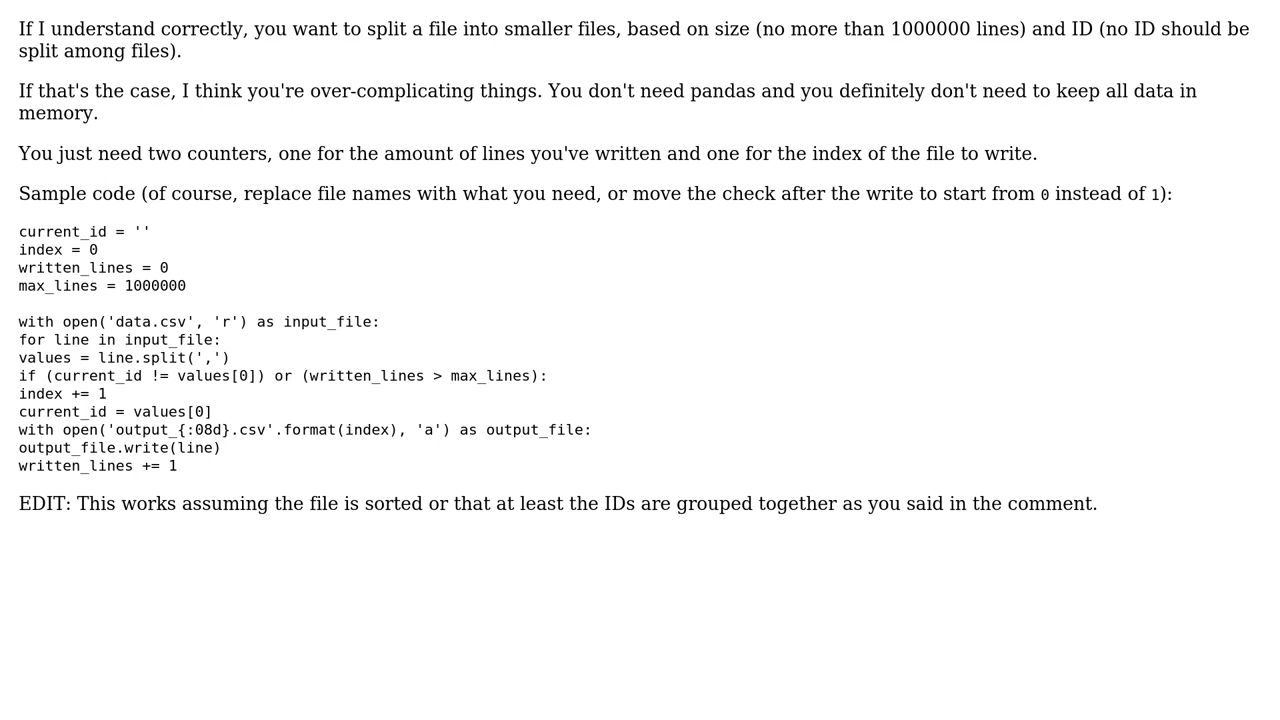 If I understand correctly, you want to split a file into smaller files, based on size (no more than 1000000 lines) and ID (no ID should be
split among files).
If that's the case, I think you're over-complicating things. You don't need pandas and you definitely don't need to keep all data in
memory.
You just need two counters, one for the amount of lines you've written and one for the index of the file to write.
Sample code (of course, replace file names with what you need, or move the check after the write to start from 0 instead of 1):
current_id = ''
index = 0
written_lines = 0
max_lines = 1000000
with open('data.csv', 'r') as input_file:
for line in input_file:
values = line.split(',')
if (current_id != values[0]) or (written_lines > max_lines):
index += 1
current_id = values[0]
with open('output_{:08d}.csv'.format(index), 'a') as output_file:
output_file.write(line)
written_lines += 1
EDIT: This works assuming the file is sorted or that at least the IDs are grouped together as you said in the comment.